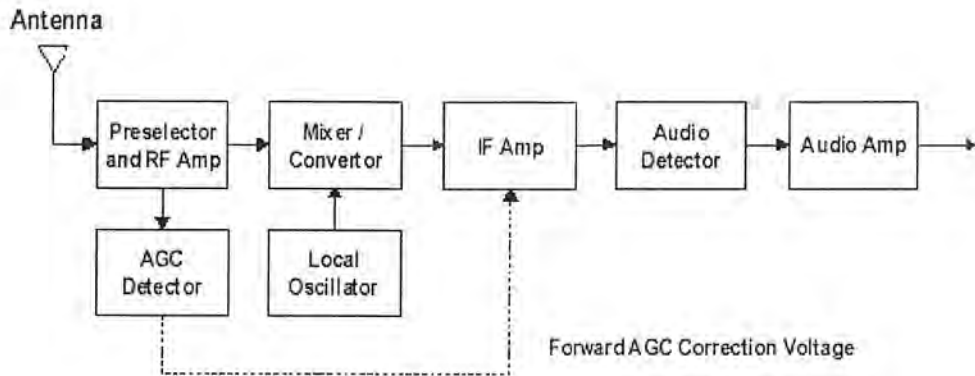 Antenna
Preselector
and RF Amp
Mixer /
Convertor
IF Amp
Audio
Detector
Audio Amp
AGC
Detector
Local
Oscillator
Forward AGC Correction Voltage